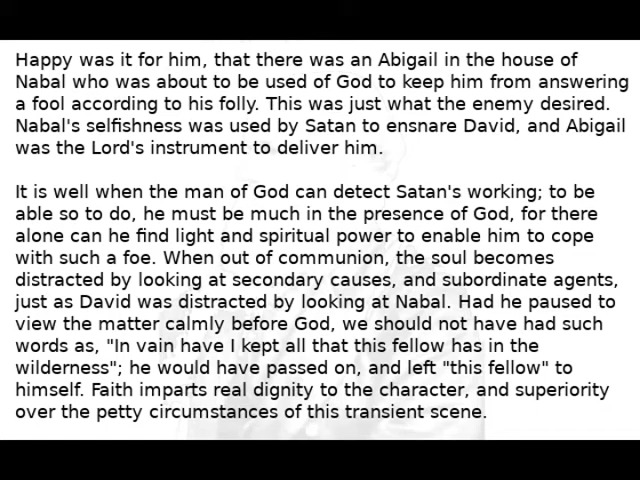 Happy was it for him, that there was an Abigail in the house of
Nabal who was about to be used of God to keep him from answering
a fool according to his folly. This was just what the enemy desired.
Nabal's selfishness was used by Satan to ensnare David, and Abigail
was the Lord's instrument to deliver him.

It is well when the man of God can detect Satan's working; to be
able so to do, he must be much in the presence of God, for there
alone can he find light and spiritual power to enable him to cope
with such a foe. When out of communion, the soul becomes
distracted by looking at secondary causes, and subordinate agents,
just as David was distracted by looking at Nabal. Had he paused to
view the matter calmly before God, we should not have had such
words as, "In vain have I kept all that this fellow has in the
wilderness"; he would have passed on, and left "this fellow" to
himself. Faith imparts real dignity to the character, and superiority
over the petty circumstances of this transient scene.